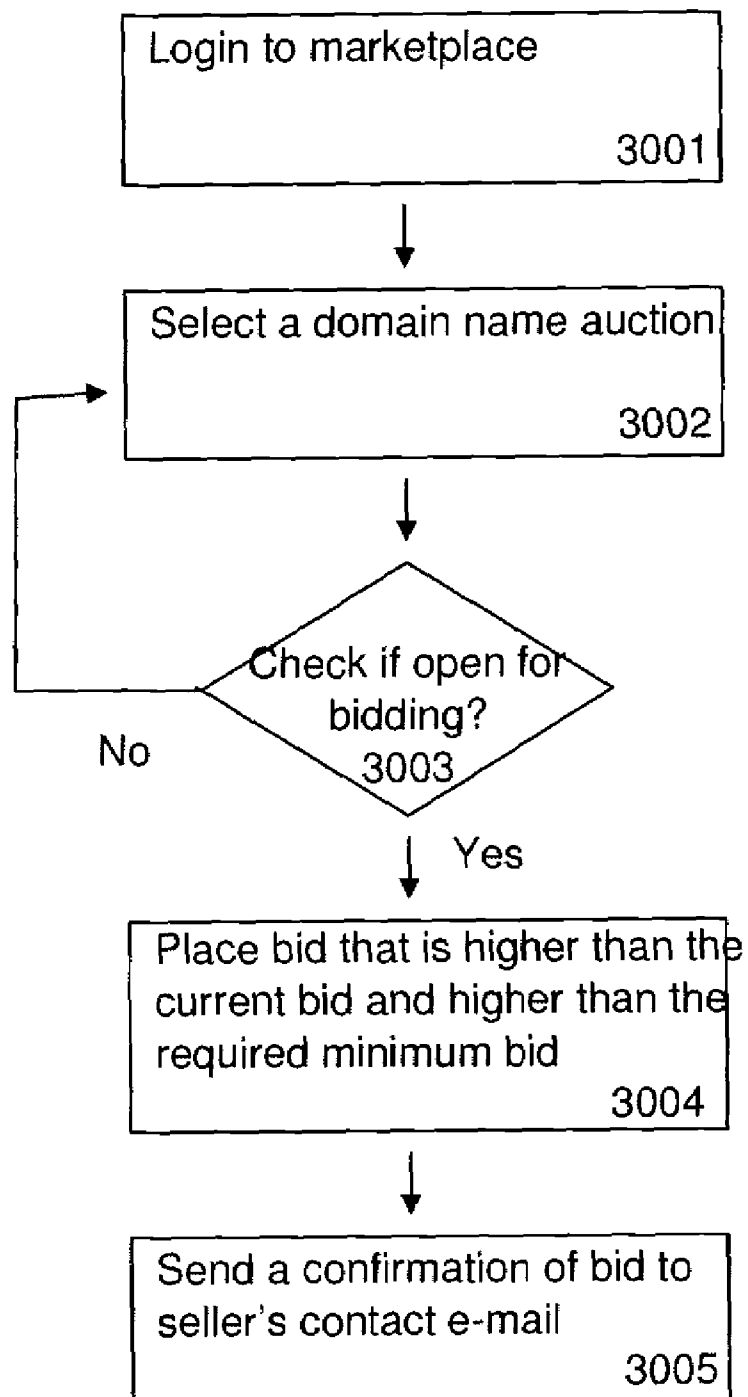 Login to marketplace
3001
Select a domain name auction
3002
Check if open for
bidding?
3003
No
Yes
Place bid that is higher than the
current bid and higher than the
required minimum bid
3004
Send a confirmation of bid to
seller's contact e-mail
3005